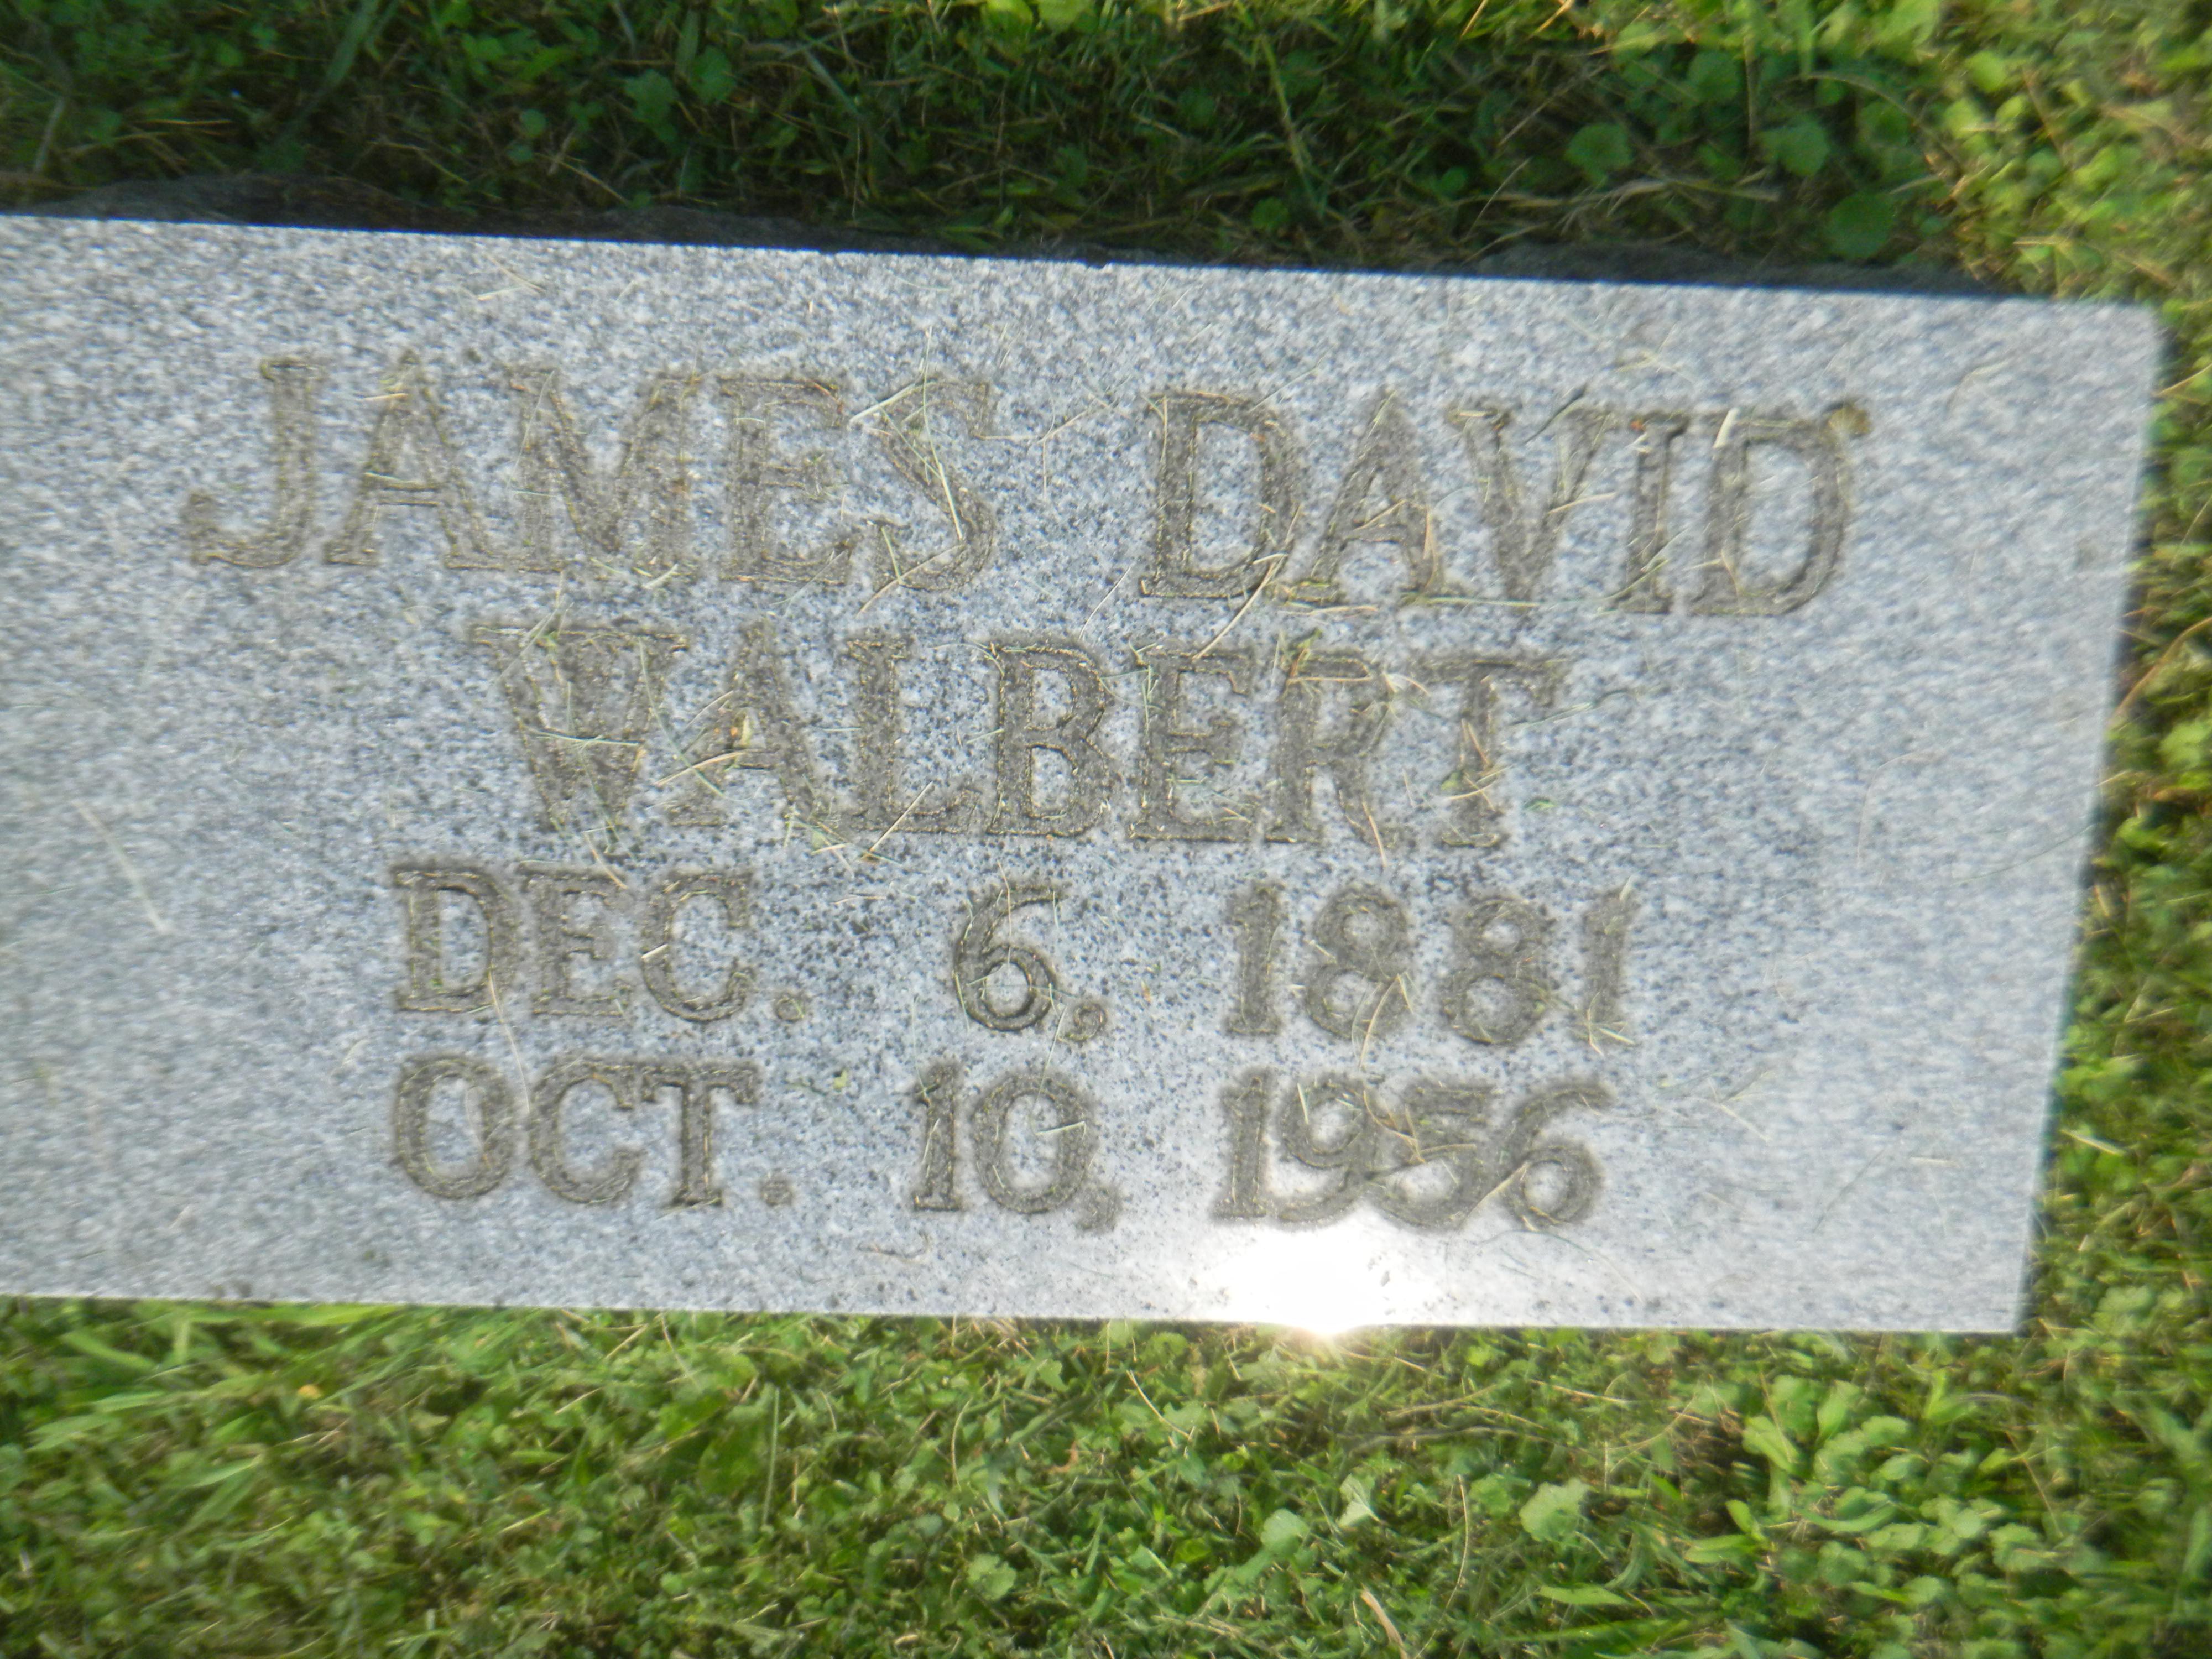 JAMES DAVID
WALBERT
DEC. 6, 1881
OCT. 10, 1956